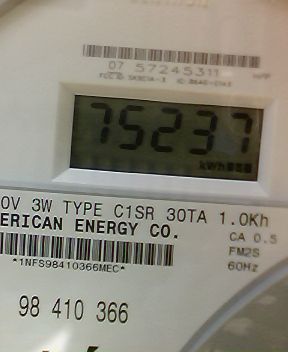 07 57245311
75237
kWh
0V 3W TYPE C1SR 30TA 1.0Kh
ERICAN ENERGY CO.
CA 0.5
FM2S
60Hz
*1NFS98410366MEC*
98 410 366